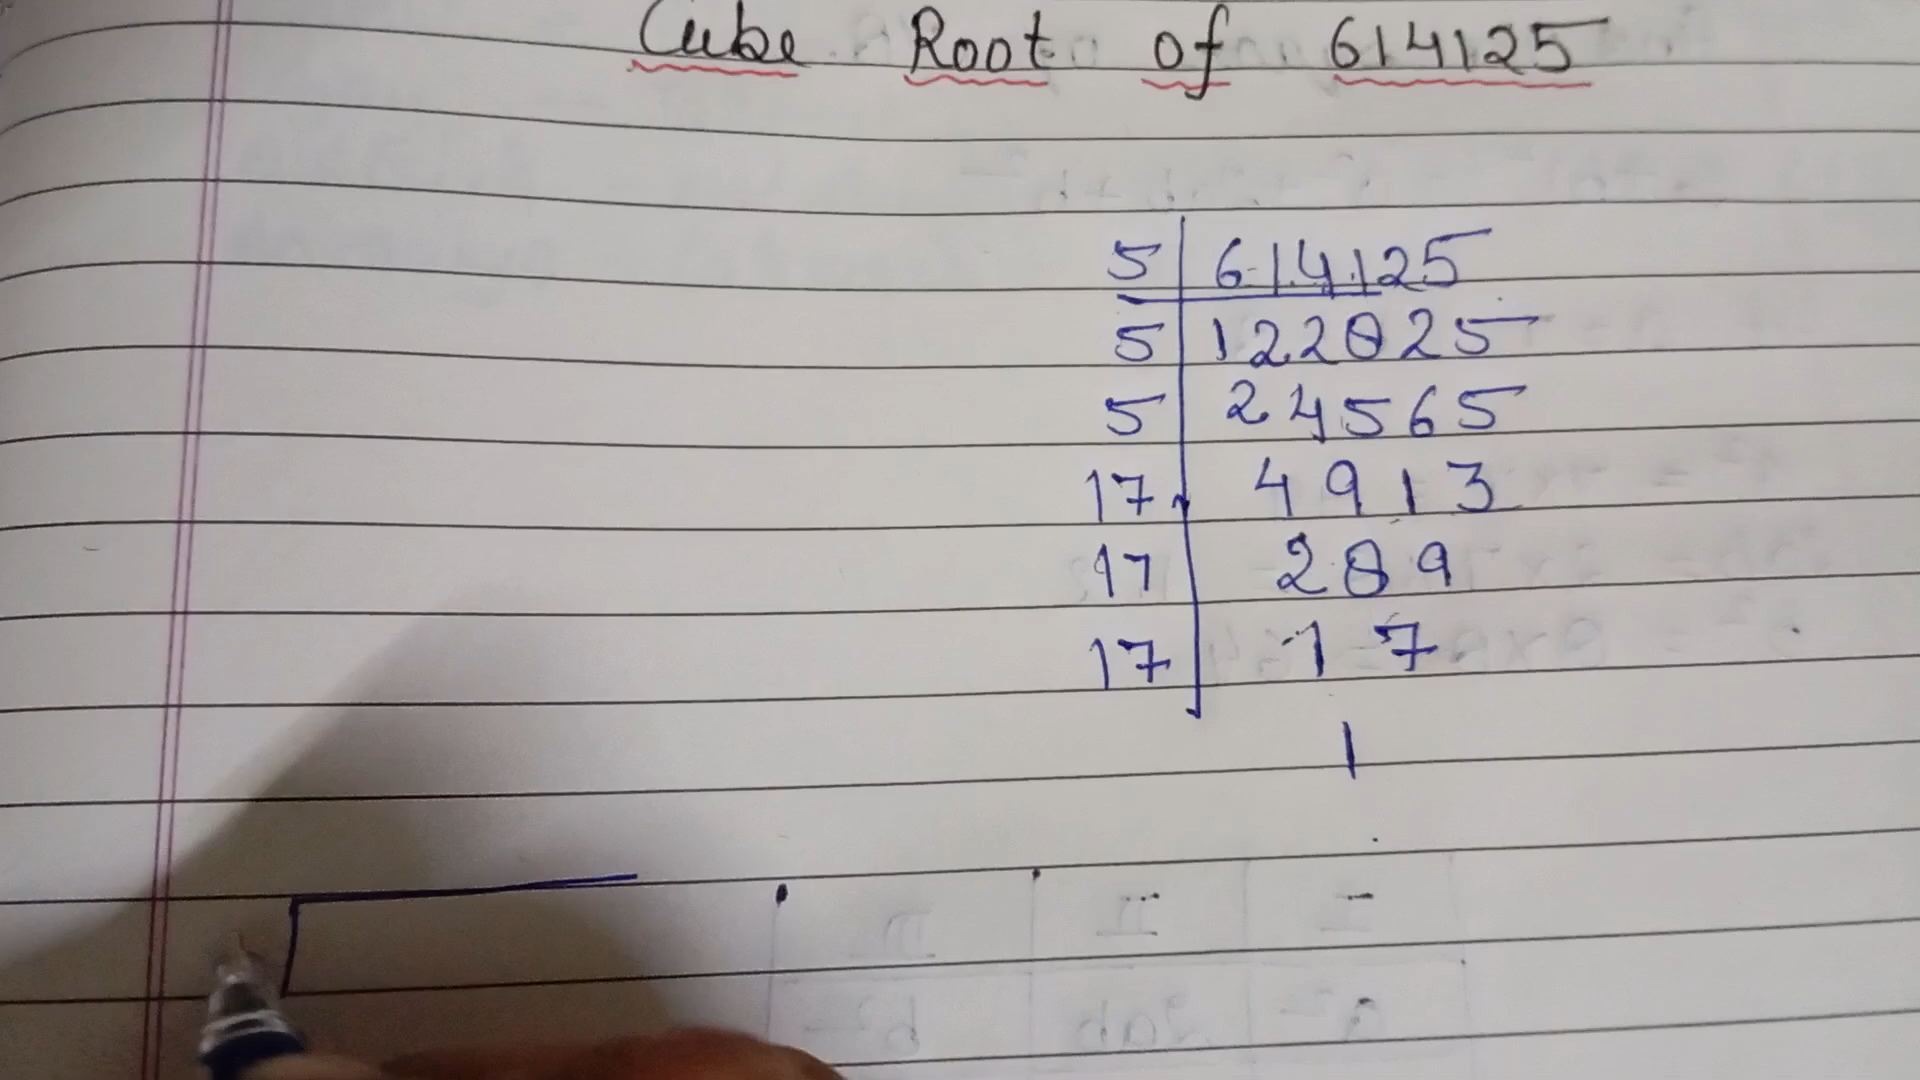 Cube Root of 614125
5 | 614125
5 | 122825
5 | 24565
17 | 4913
17 | 289
17 | 17
1